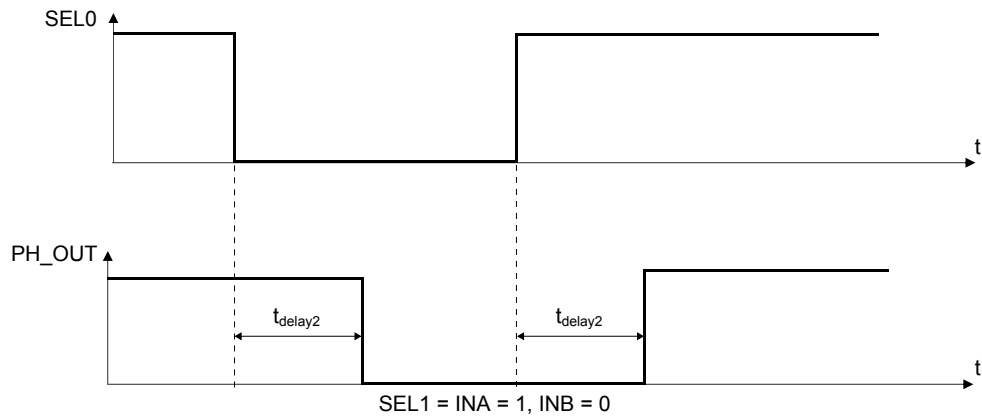 SEL0
t
PH_OUT
tdelay2
tdelay2
t
SEL1 = INA = 1, INB = 0